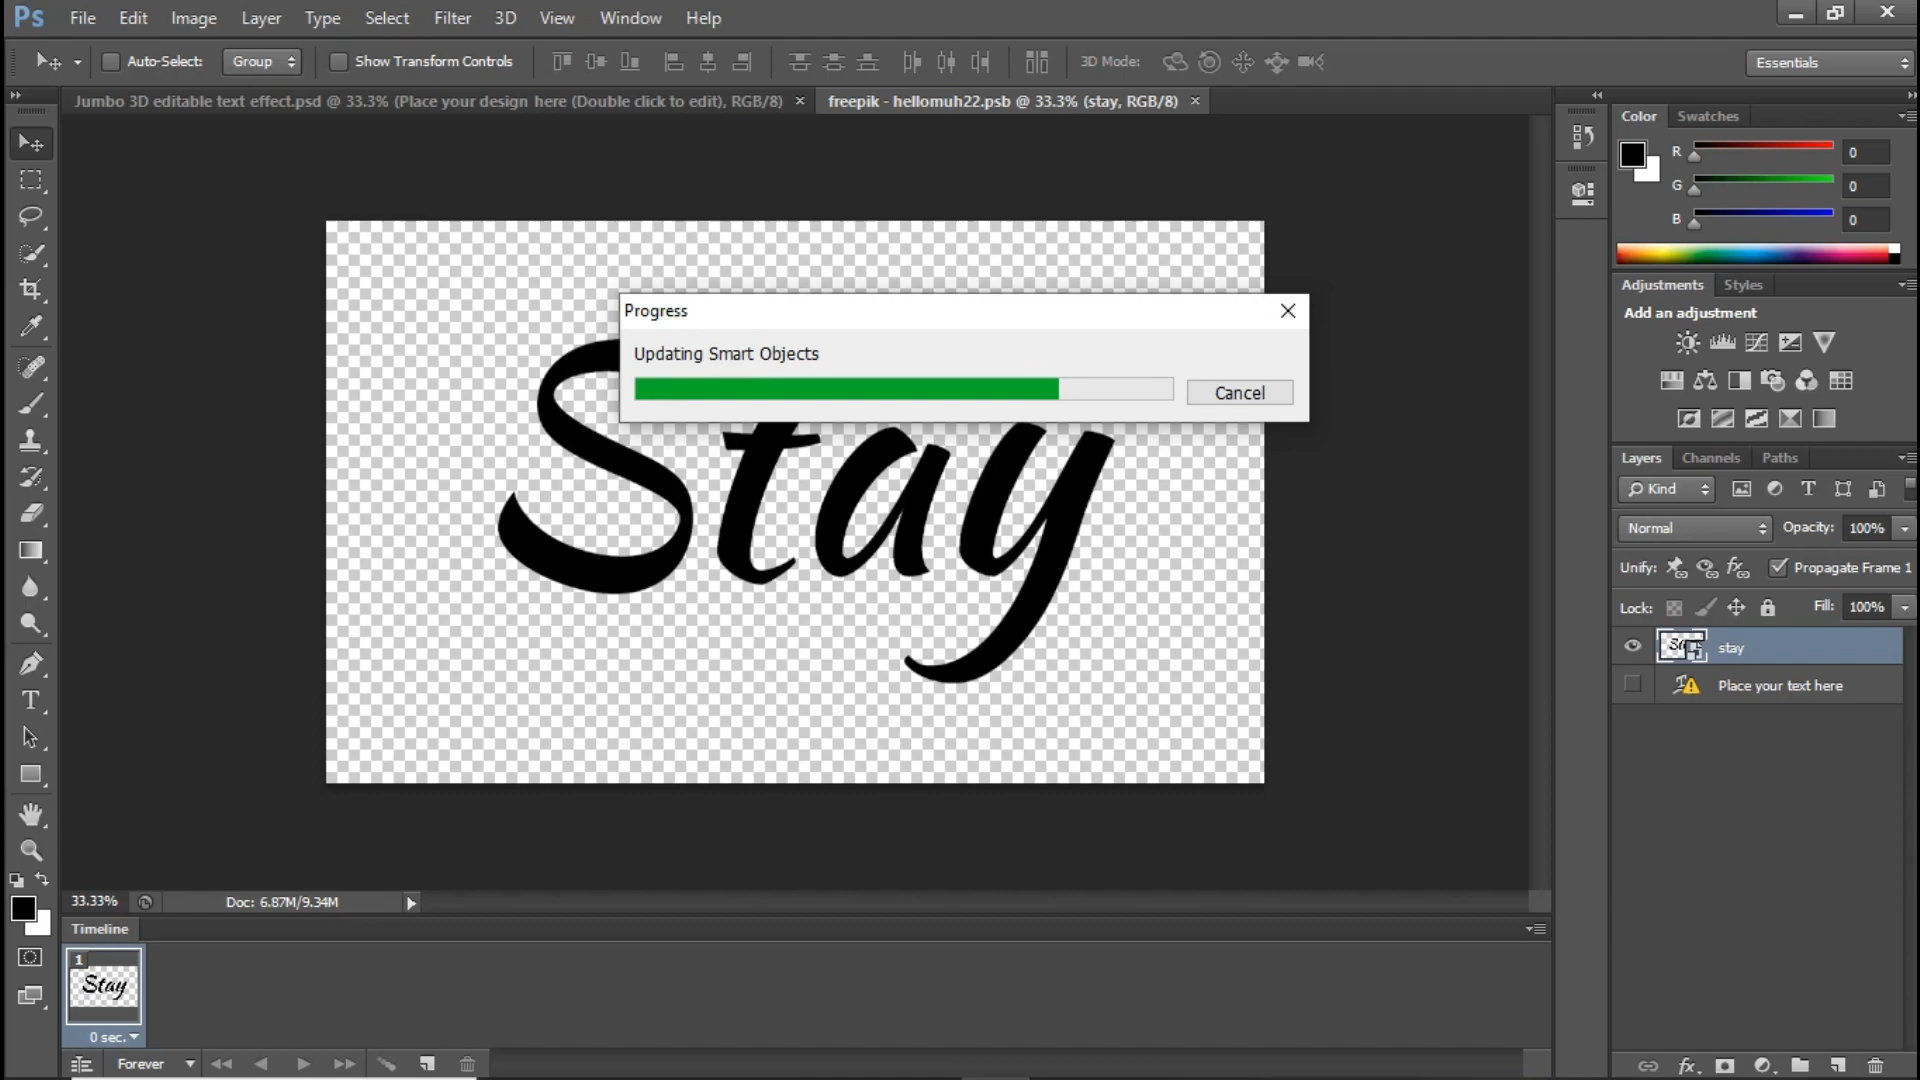 Ps File Edit Image Layer Type Select Filter 3D View Window Help
Auto-Select: Group Show Transform Controls 3D Mode: Essentials
Jumbo 3D editable text effect.psd @ 33.3% (Place your design here (Double click to edit), RGB/8) × freepik - hellomuh22.psb @ 33.3% (stay, RGB/8) ×
Color Swatches
R 0
G 0
B 0
Adjustments Styles
Add an adjustment
Progress
Updating Smart Objects
Cancel
Stay
Layers Channels Paths
Kind
Normal Opacity: 100%
Unify: Propagate Frame 1
Lock: Fill: 100%
stay
Place your text here
33.33% Doc: 6.87M/9.34M
Timeline
1
Stay
0 sec.
Forever